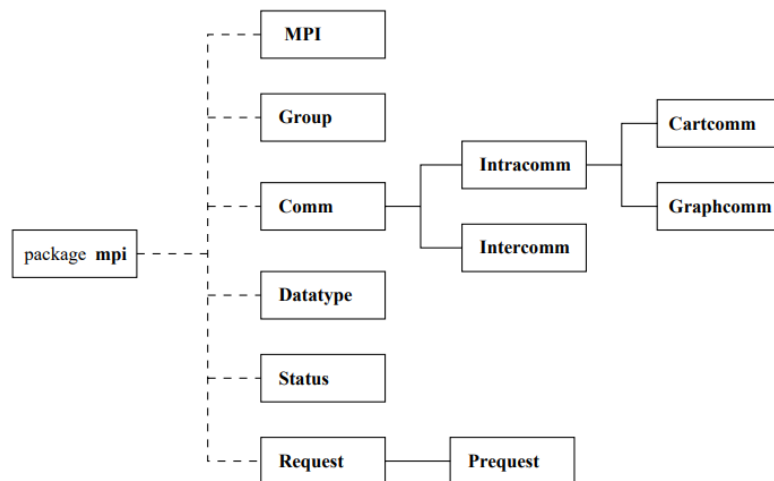 MPI
Group
Cartcomm
Intracomm
Comm
Graphcomm
Intercomm
package mpi
Datatype
Status
Request
Prequest